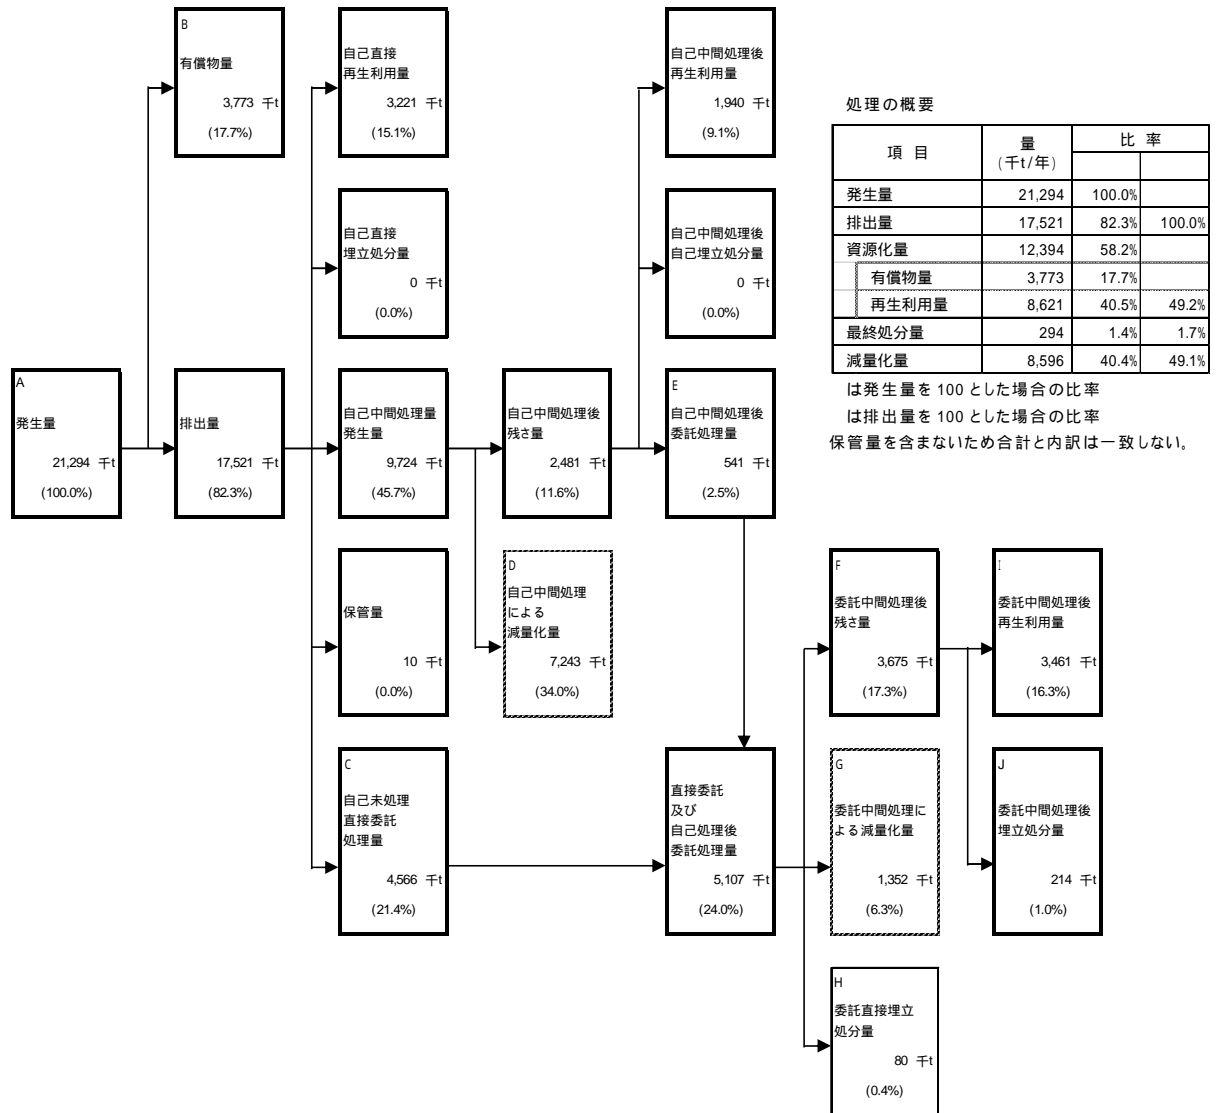 B
有償物量
3,773 千t
(17.7%)
自己直接
再生利用量
3,221 千t
(15.1%)
自己中間処理後
再生利用量
1,940 千t
(9.1%)
自己直接
埋立処分量
0 千t
(0.0%)
自己中間処理後
自己埋立処分量
0 千t
(0.0%)
処理の概要
項 目 量 (千t/年) 比 率
発生量 21,294 100.0%
排出量 17,521 82.3% 100.0%
資源化量 12,394 58.2%
有償物量 3,773 17.7%
再生利用量 8,621 40.5% 49.2%
最終処分量 294 1.4% 1.7%
減量化量 8,596 40.4% 49.1%
は発生量を100とした場合の比率
は排出量を100とした場合の比率
保管量を含まないため合計と内訳は一致しない。
A
発生量
21,294 千t
(100.0%)
排出量
17,521 千t
(82.3%)
自己中間処理量
発生量
9,724 千t
(45.7%)
自己中間処理後
残さ量
2,481 千t
(11.6%)
E
自己中間処理後
委託処理量
541 千t
(2.5%)
保管量
10 千t
(0.0%)
D
自己中間処理
による
減量化量
7,243 千t
(34.0%)
F
委託中間処理後
残さ量
3,675 千t
(17.3%)
I
委託中間処理後
再生利用量
3,461 千t
(16.3%)
C
自己未処理
直接委託
処理量
4,566 千t
(21.4%)
直接委託
及び
自己処理後
委託処理量
5,107 千t
(24.0%)
G
委託中間処理に
よる減量化量
1,352 千t
(6.3%)
J
委託中間処理後
埋立処分量
214 千t
(1.0%)
H
委託直接埋立
処分量
80 千t
(0.4%)